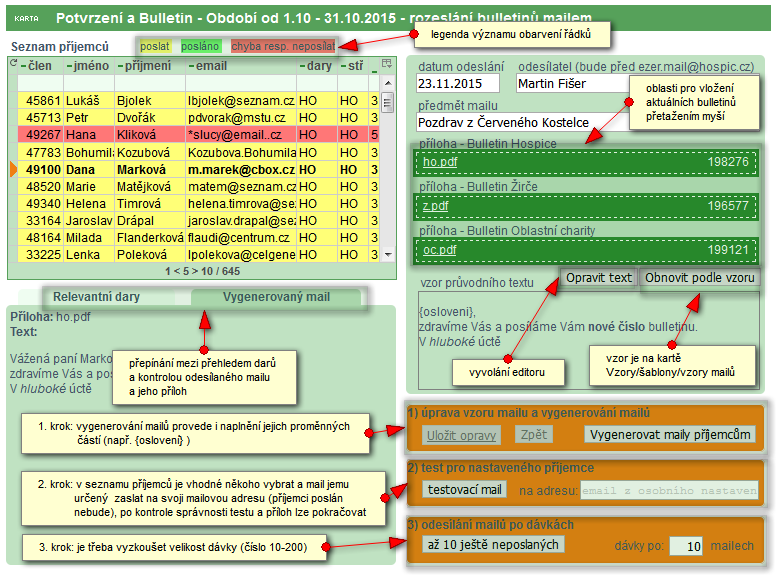 KARTA Potvrzení a Bulletin - Období od 1.10 - 31.10.2015 - rozeslání bulletinů mailem
legenda významu obarvení řádků
Seznam příjemců poslat posláno chyba resp. neposílat
člen jméno příjmení email dary stř
45861 Lukáš Bjolek lbjolek@seznam.cz HO HO 3
45713 Petr Dvořák pdvorak@mstu.cz HO HO 3
49267 Hana Kliková *slucy@email..cz HO HO 5
47783 Bohumila Kozubová Kozubova.Bohumila HO HO 3
49100 Dana Marková m.marek@cbox.cz HO HO 3
48520 Marie Matějková matem@seznam.cz HO HO 3
49340 Helena Timrová helena.timrova@se HO HO 3
33164 Jaroslav Drápal jaroslav.drapal@se HO HO 3
48164 Milada Flanderková flaudi@centrum.cz HO HO 3
33225 Lenka Poleková lpolekova@celgene HO HO 3
1 < 5 > 10 / 645
datum odeslání odesílatel (bude před ezer.mail@hospic.cz)
23.11.2015 Martin Fišer
předmět mailu
Pozdrav z Červeného Kostelce
oblasti pro vložení
aktuálních bulletinů
přetažením myší
příloha - Bulletin Hospice
ho.pdf 198276
příloha - Bulletin Žirče
z.pdf 196577
příloha - Bulletin Oblastní charity
oc.pdf 199121
vzor průvodního textu Opravit text Obnovit podle vzoru
{osloveni},
zdravíme Vás a posíláme Vám nové číslo bulletinu.
V hluboké úctě
vyvolání editoru
vzor je na kartě
Vzory/šablony/vzory mailů
Relevantní dary Vygenerovaný mail
Příloha: ho.pdf
Text:
Vážená paní Marko
zdravíme Vás a pos
V hluboké úctě
přepínání mezi přehledem darů
a kontrolou odesílaného mailu
a jeho příloh
1. krok: vygenerování mailů provede i naplnění jejich proměnných
částí (např. {oslovení} )
1) úprava vzoru mailu a vygenerování mailů
Uložit opravy Zpět Vygenerovat maily příjemcům
2. krok: v seznamu příjemců je vhodné někoho vybrat a mail jemu
určený zaslat na svoji mailovou adresu (příjemci poslán
nebude), po kontrole správnosti testu a příloh lze pokračovat
2) test pro nastaveného příjemce
testovací mail na adresu: email z osobního nastaven
3. krok: je třeba vyzkoušet velikost dávky (číslo 10-200)
3) odesílání mailů po dávkách
až 10 ještě neposlaných dávky po: 10 mailech